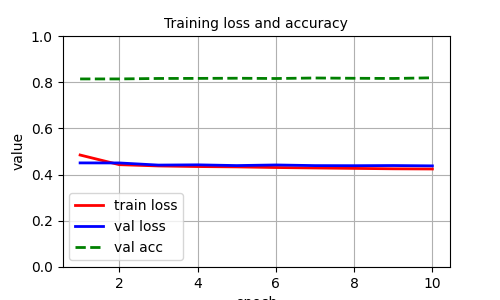 Training loss and accuracy
value
1.0
0.8
0.6
0.4
0.2
0.0
train loss
val loss
val acc
2 4 6 8 10
epoch